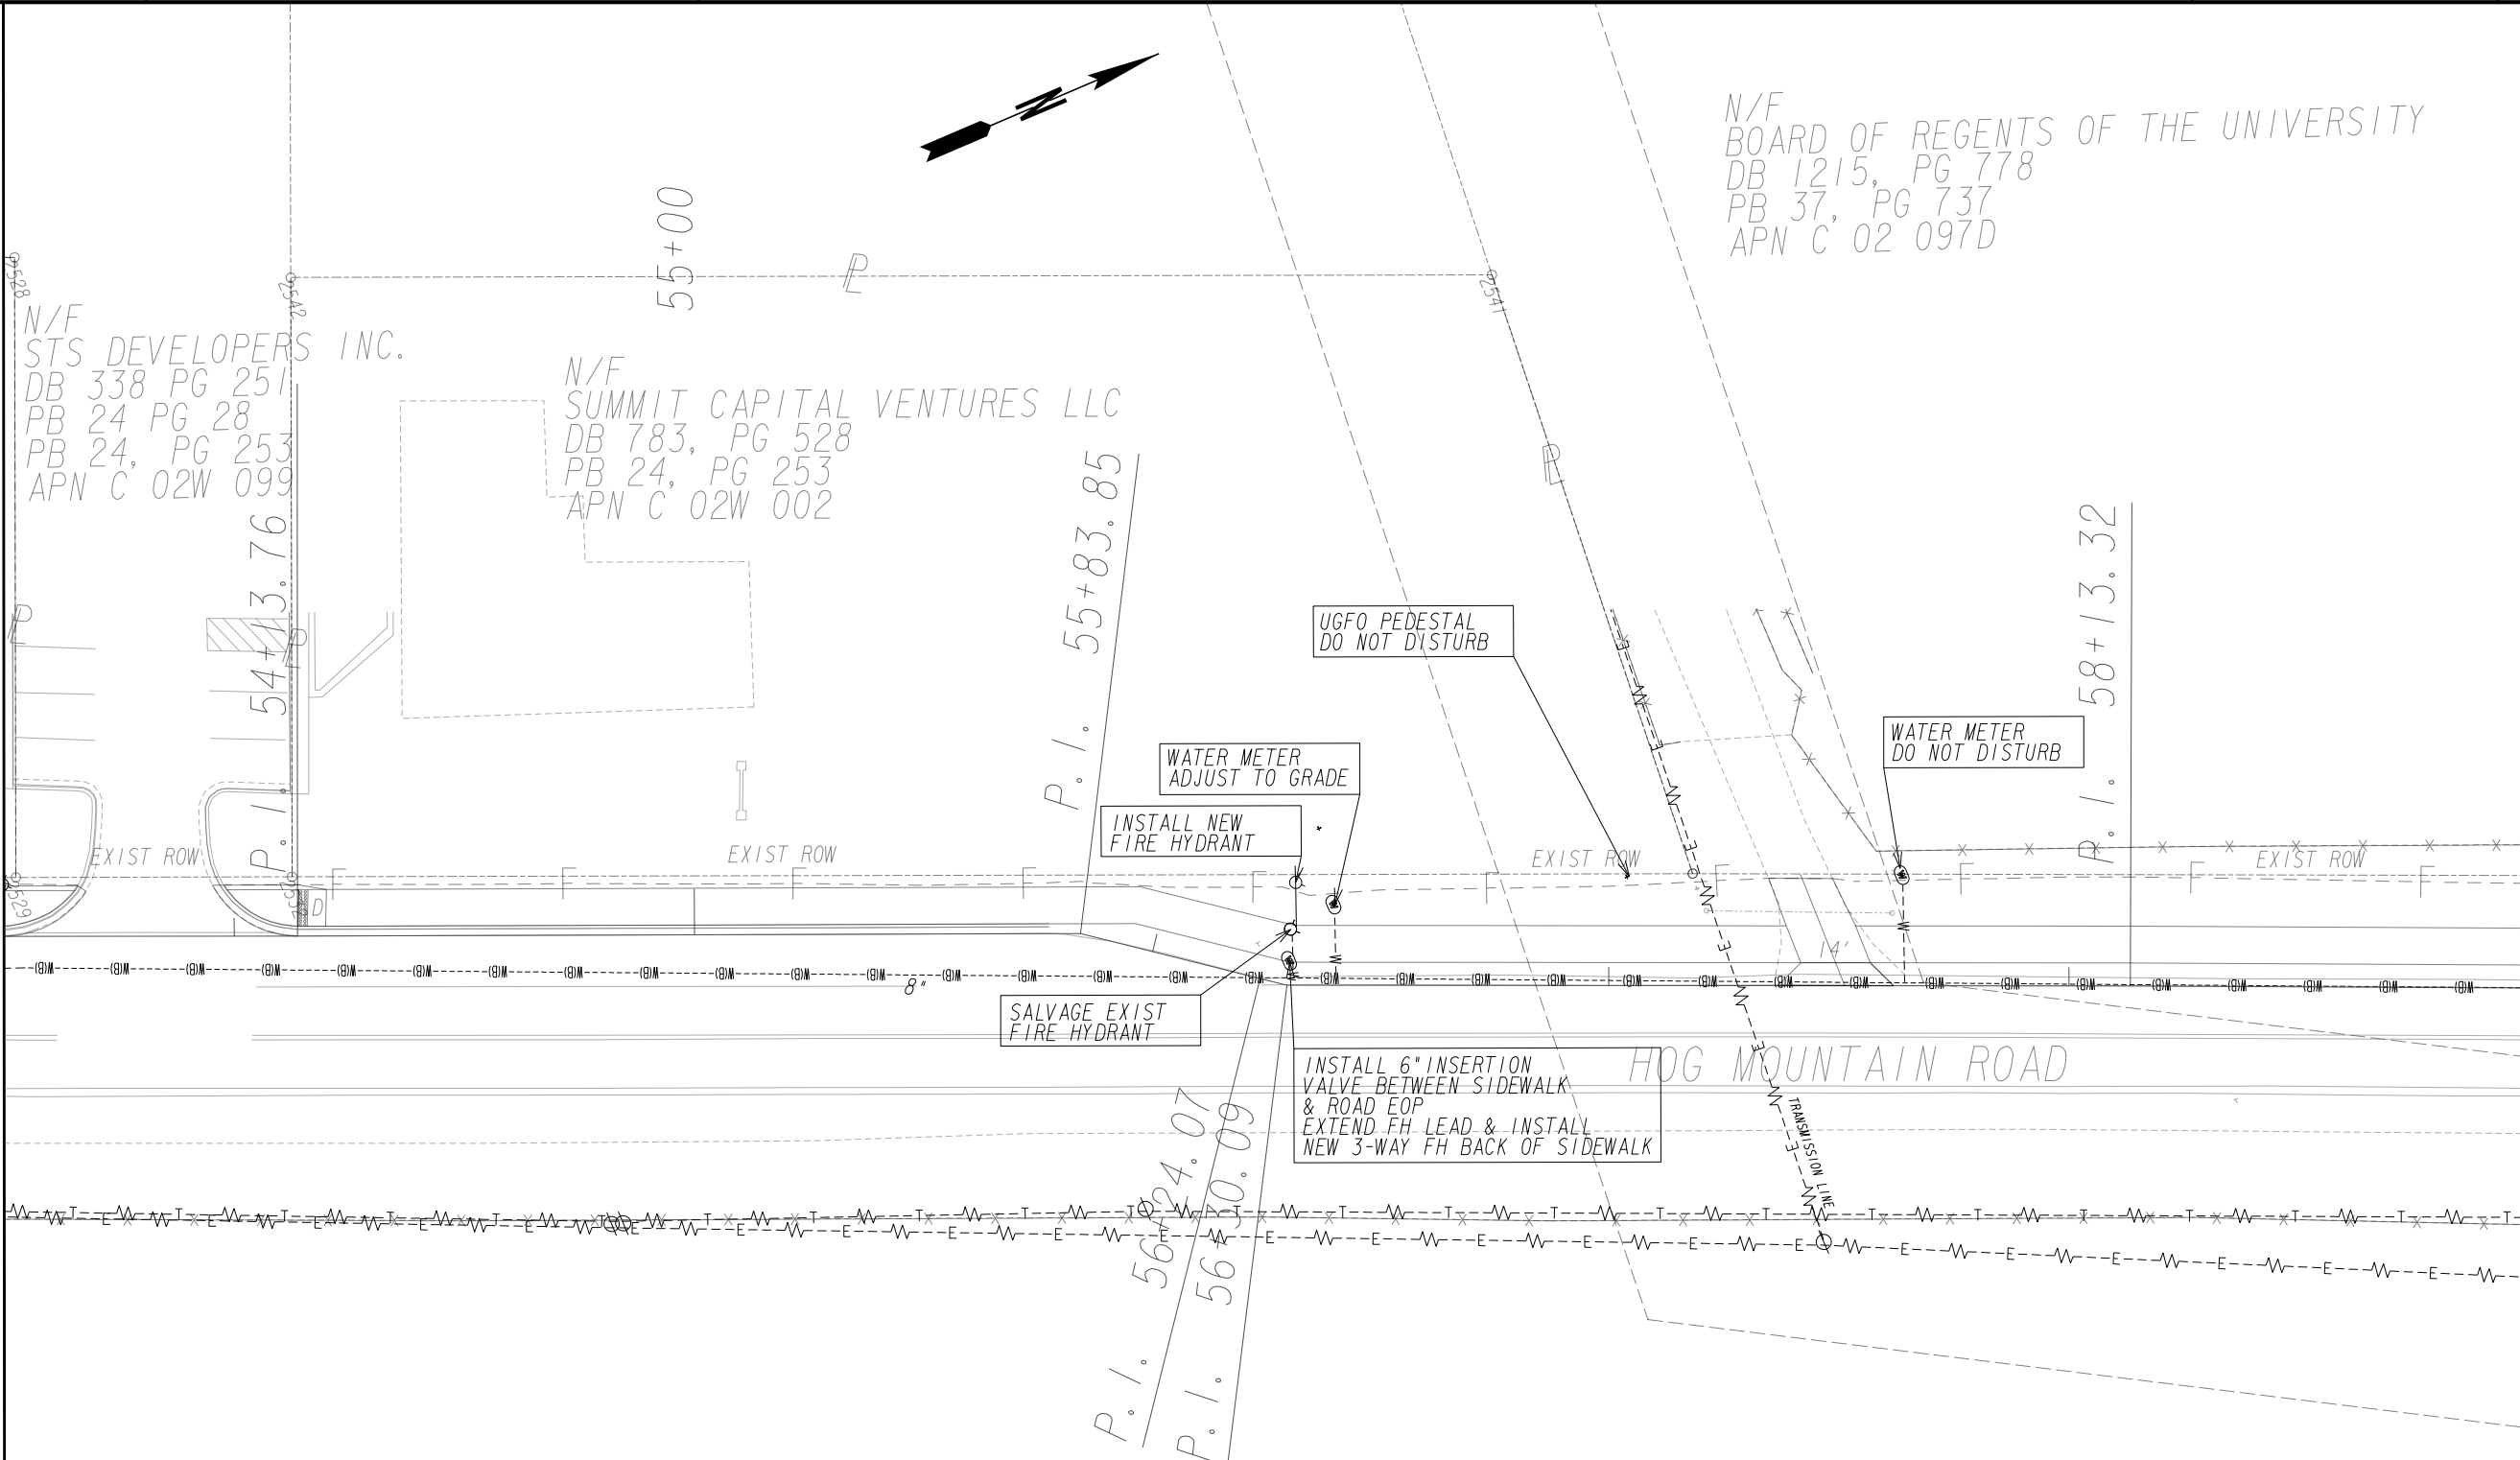 N
N/F
BOARD OF REGENTS OF THE UNIVERSITY
DB 1215, PG 778
PB 37, PG 737
APN C 02 097D
55+00
2528
2542
2541
N/F
STS DEVELOPERS INC.
DB 338 PG 251
PB 24 PG 28
PB 24, PG 253
APN C 02W 099
N/F
SUMMIT CAPITAL VENTURES LLC
DB 783, PG 528
PB 24, PG 253
APN C 02W 002
P.I. 54+13.76
P.I. 55+83.85
P.I. 58+13.32
UGFO PEDESTAL
DO NOT DISTURB
WATER METER
ADJUST TO GRADE
WATER METER
DO NOT DISTURB
INSTALL NEW
FIRE HYDRANT
EXIST ROW
EXIST ROW
EXIST ROW
EXIST ROW
2529
D
14'
8"
SALVAGE EXIST
FIRE HYDRANT
INSTALL 6" INSERTION
VALVE BETWEEN SIDEWALK
& ROAD EOP
EXTEND FH LEAD & INSTALL
NEW 3-WAY FH BACK OF SIDEWALK
HOG MOUNTAIN ROAD
TRANSMISSION LINE
P.I. 56+24.07
P.I. 56+30.09